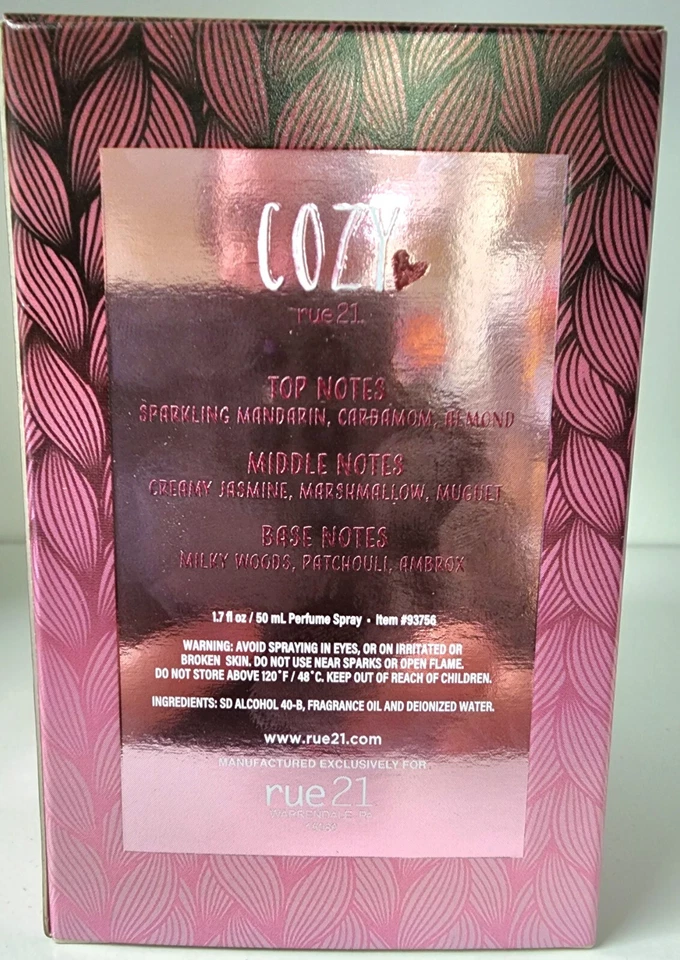 COZY
rue21
TOP NOTES
SPARKLING MANDARIN, CARDAMOM, ALMOND
MIDDLE NOTES
CREAMY JASMINE, MARSHMALLOW, MUGUET
BASE NOTES
MILKY WOODS, PATCHOULI, AMBROX
1.7 fl oz / 50 mL Perfume Spray • Item #93756
WARNING: AVOID SPRAYING IN EYES, OR ON IRRITATED OR
BROKEN SKIN. DO NOT USE NEAR SPARKS OR OPEN FLAME.
DO NOT STORE ABOVE 120°F / 48°C. KEEP OUT OF REACH OF CHILDREN.
INGREDIENTS: SD ALCOHOL 40-B, FRAGRANCE OIL AND DEIONIZED WATER.
www.rue21.com
MANUFACTURED EXCLUSIVELY FOR
rue21
WARRENDALE, PA